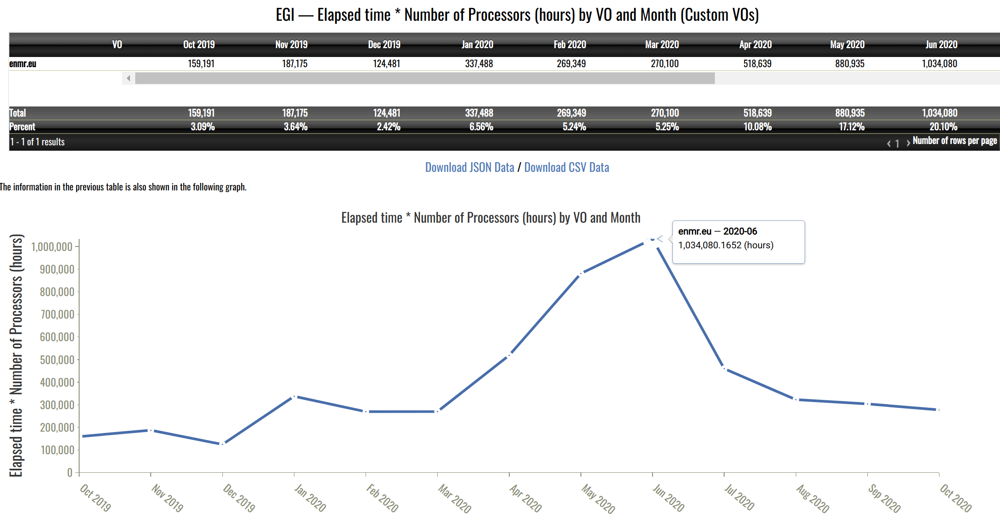 EGI — Elapsed time * Number of Processors (hours) by VO and Month (Custom VOs)
VO Oct 2019 Nov 2019 Dec 2019 Jan 2020 Feb 2020 Mar 2020 Apr 2020 May 2020 Jun 2020
enmr.eu 159,191 187,175 124,481 337,488 269,349 270,100 518,639 880,935 1,034,080
Total 159,191 187,175 124,481 337,488 269,349 270,100 518,639 880,935 1,034,080
Percent 3.09% 3.64% 2.42% 6.56% 5.24% 5.25% 10.08% 17.12% 20.10%
1 - 1 of 1 results ‹ 1 › Number of rows per page
Download JSON Data / Download CSV Data
The information in the previous table is also shown in the following graph.
Elapsed time * Number of Processors (hours) by VO and Month
enmr.eu — 2020-06
1,034,080.1652 (hours)
Elapsed time * Number of Processors (hours)
1,000,000
900,000
800,000
700,000
600,000
500,000
400,000
300,000
200,000
100,000
0
Oct 2019 Nov 2019 Dec 2019 Jan 2020 Feb 2020 Mar 2020 Apr 2020 May 2020 Jun 2020 Jul 2020 Aug 2020 Sep 2020 Oct 2020